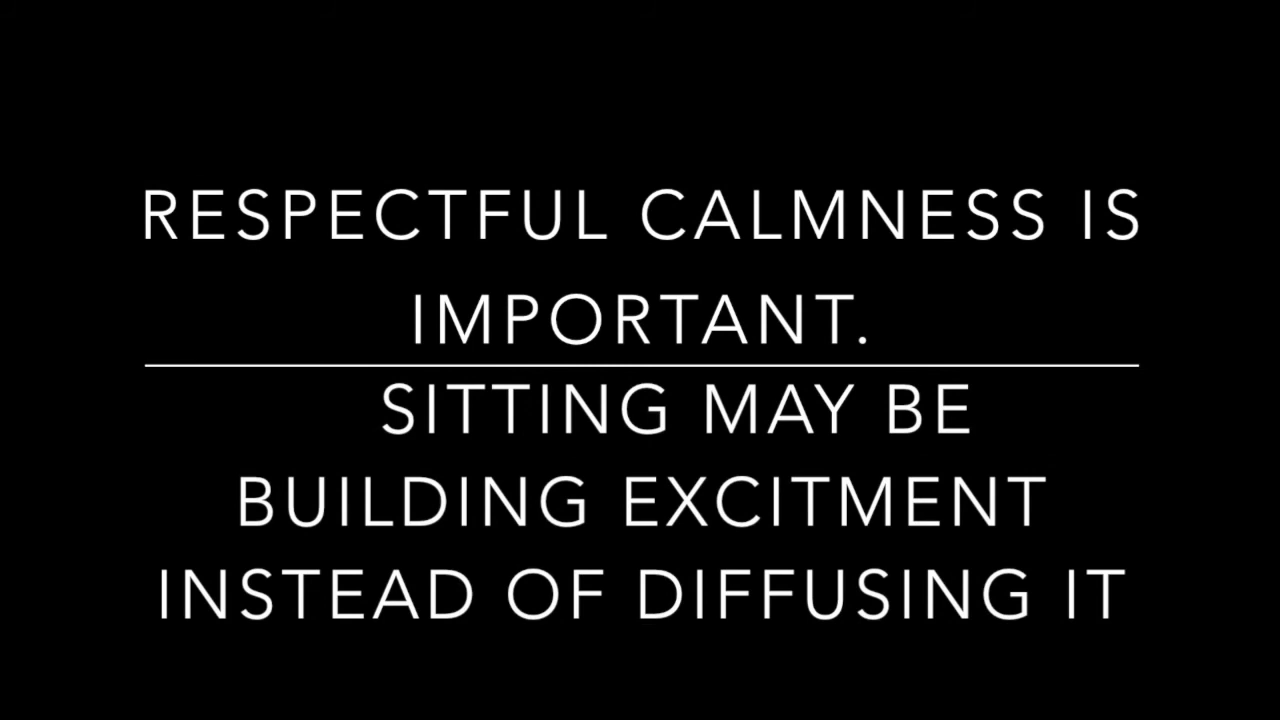 RESPECTFUL CALMNESS IS
IMPORTANT.
SITTING MAY BE
BUILDING EXCITMENT
INSTEAD OF DIFFUSING IT